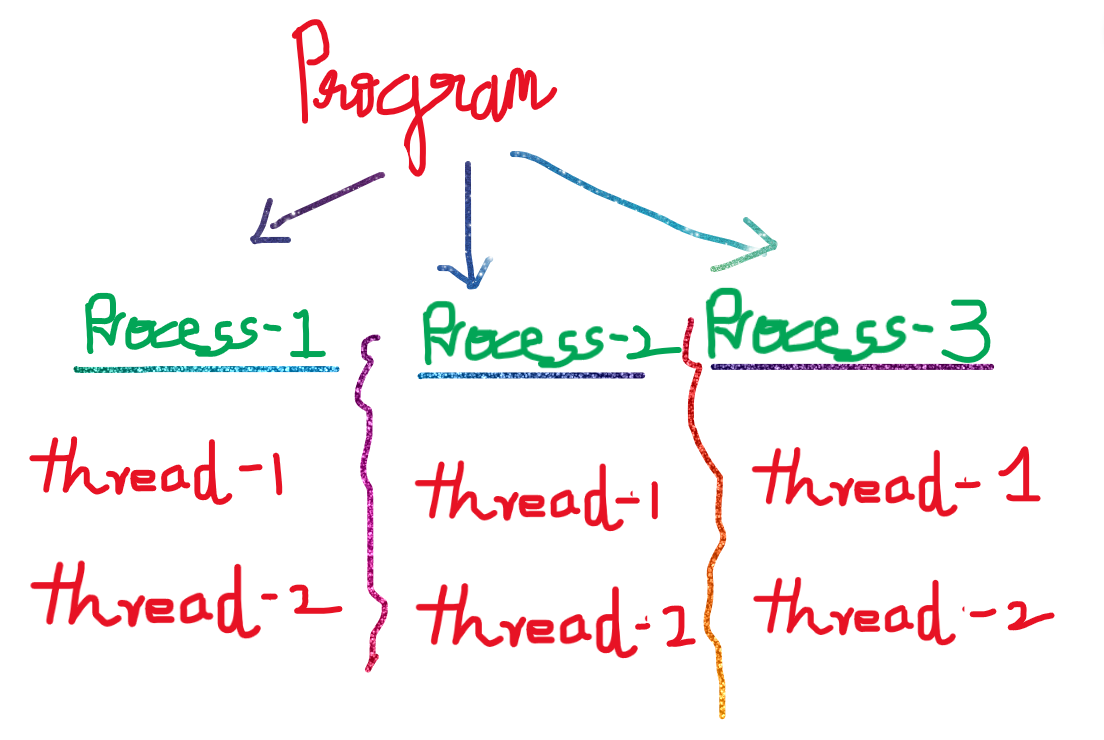 Program
Process-1
Process-2
Process-3
thread-1
thread-1
thread-1
thread-2
thread-2
thread-2